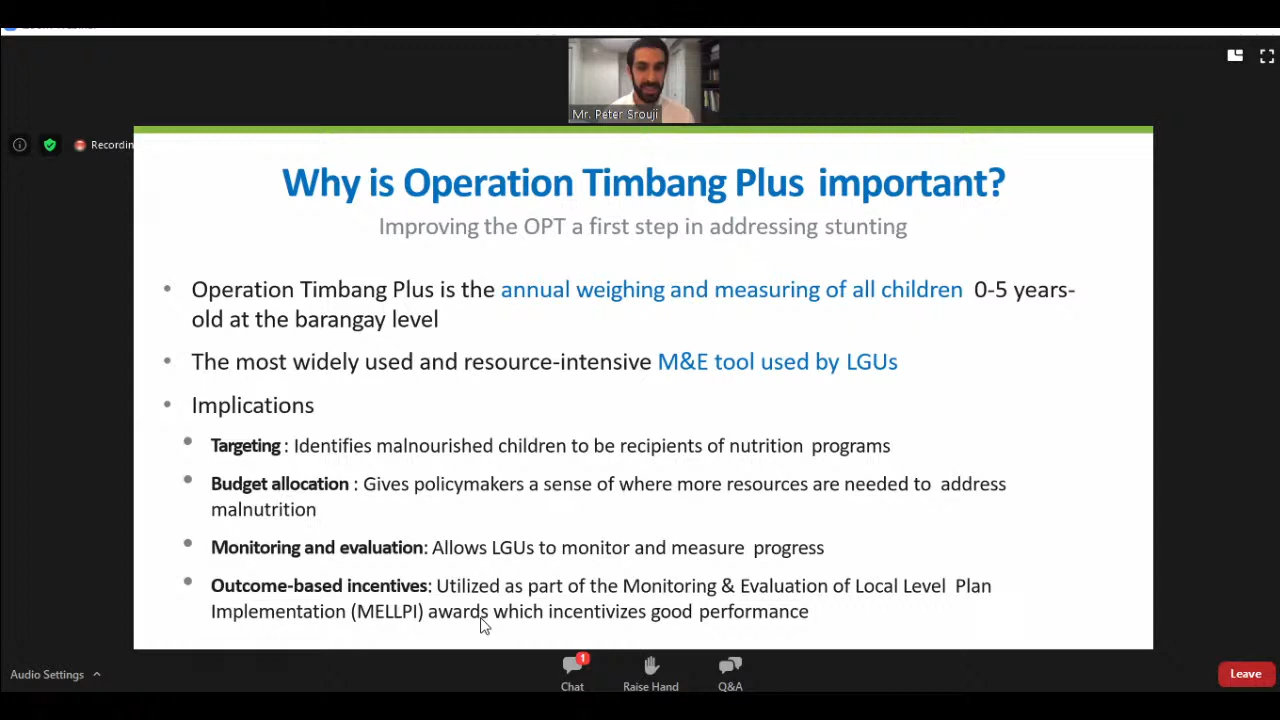 Mr. Peter Srouji
Recordin
Why is Operation Timbang Plus important?
Improving the OPT a first step in addressing stunting
• Operation Timbang Plus is the annual weighing and measuring of all children 0-5 years-
old at the barangay level
• The most widely used and resource-intensive M&E tool used by LGUs
• Implications
• Targeting : Identifies malnourished children to be recipients of nutrition programs
• Budget allocation : Gives policymakers a sense of where more resources are needed to address
malnutrition
• Monitoring and evaluation: Allows LGUs to monitor and measure progress
• Outcome-based incentives: Utilized as part of the Monitoring & Evaluation of Local Level Plan
Implementation (MELLPI) awards which incentivizes good performance
Audio Settings
1
Chat
Raise Hand
Q&A
Leave